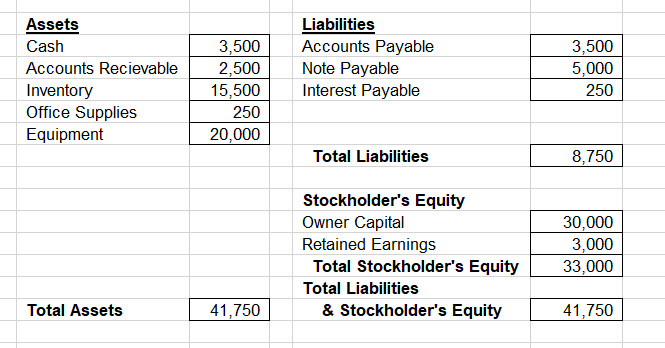 Assets Liabilities
Cash 3,500 Accounts Payable 3,500
Accounts Recievable 2,500 Note Payable 5,000
Inventory 15,500 Interest Payable 250
Office Supplies 250
Equipment 20,000
Total Liabilities 8,750
Stockholder's Equity
Owner Capital 30,000
Retained Earnings 3,000
Total Stockholder's Equity 33,000
Total Liabilities
Total Assets 41,750 & Stockholder's Equity 41,750